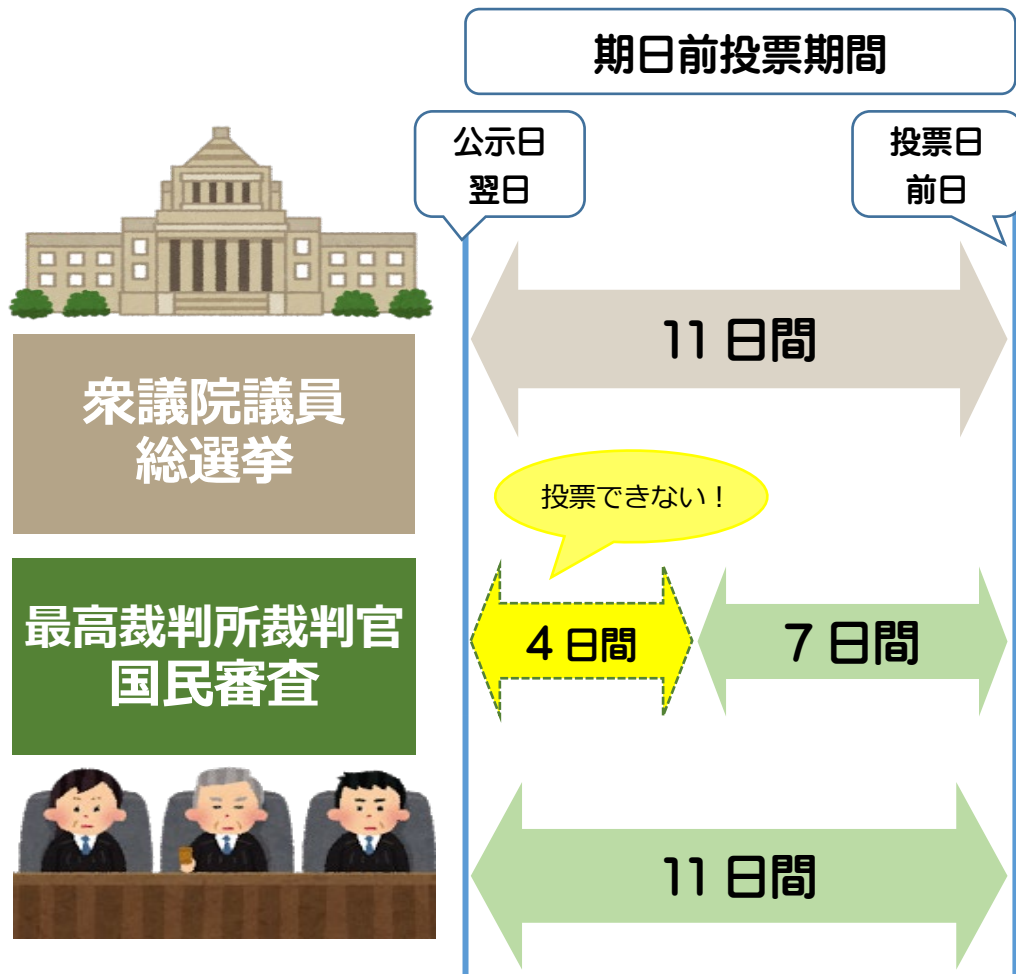 期日前投票期間
公示日
翌日
投票日
前日
11日間
衆議院議員
総選挙
投票できない！
最高裁判所裁判官
国民審査
4日間
7日間
11日間